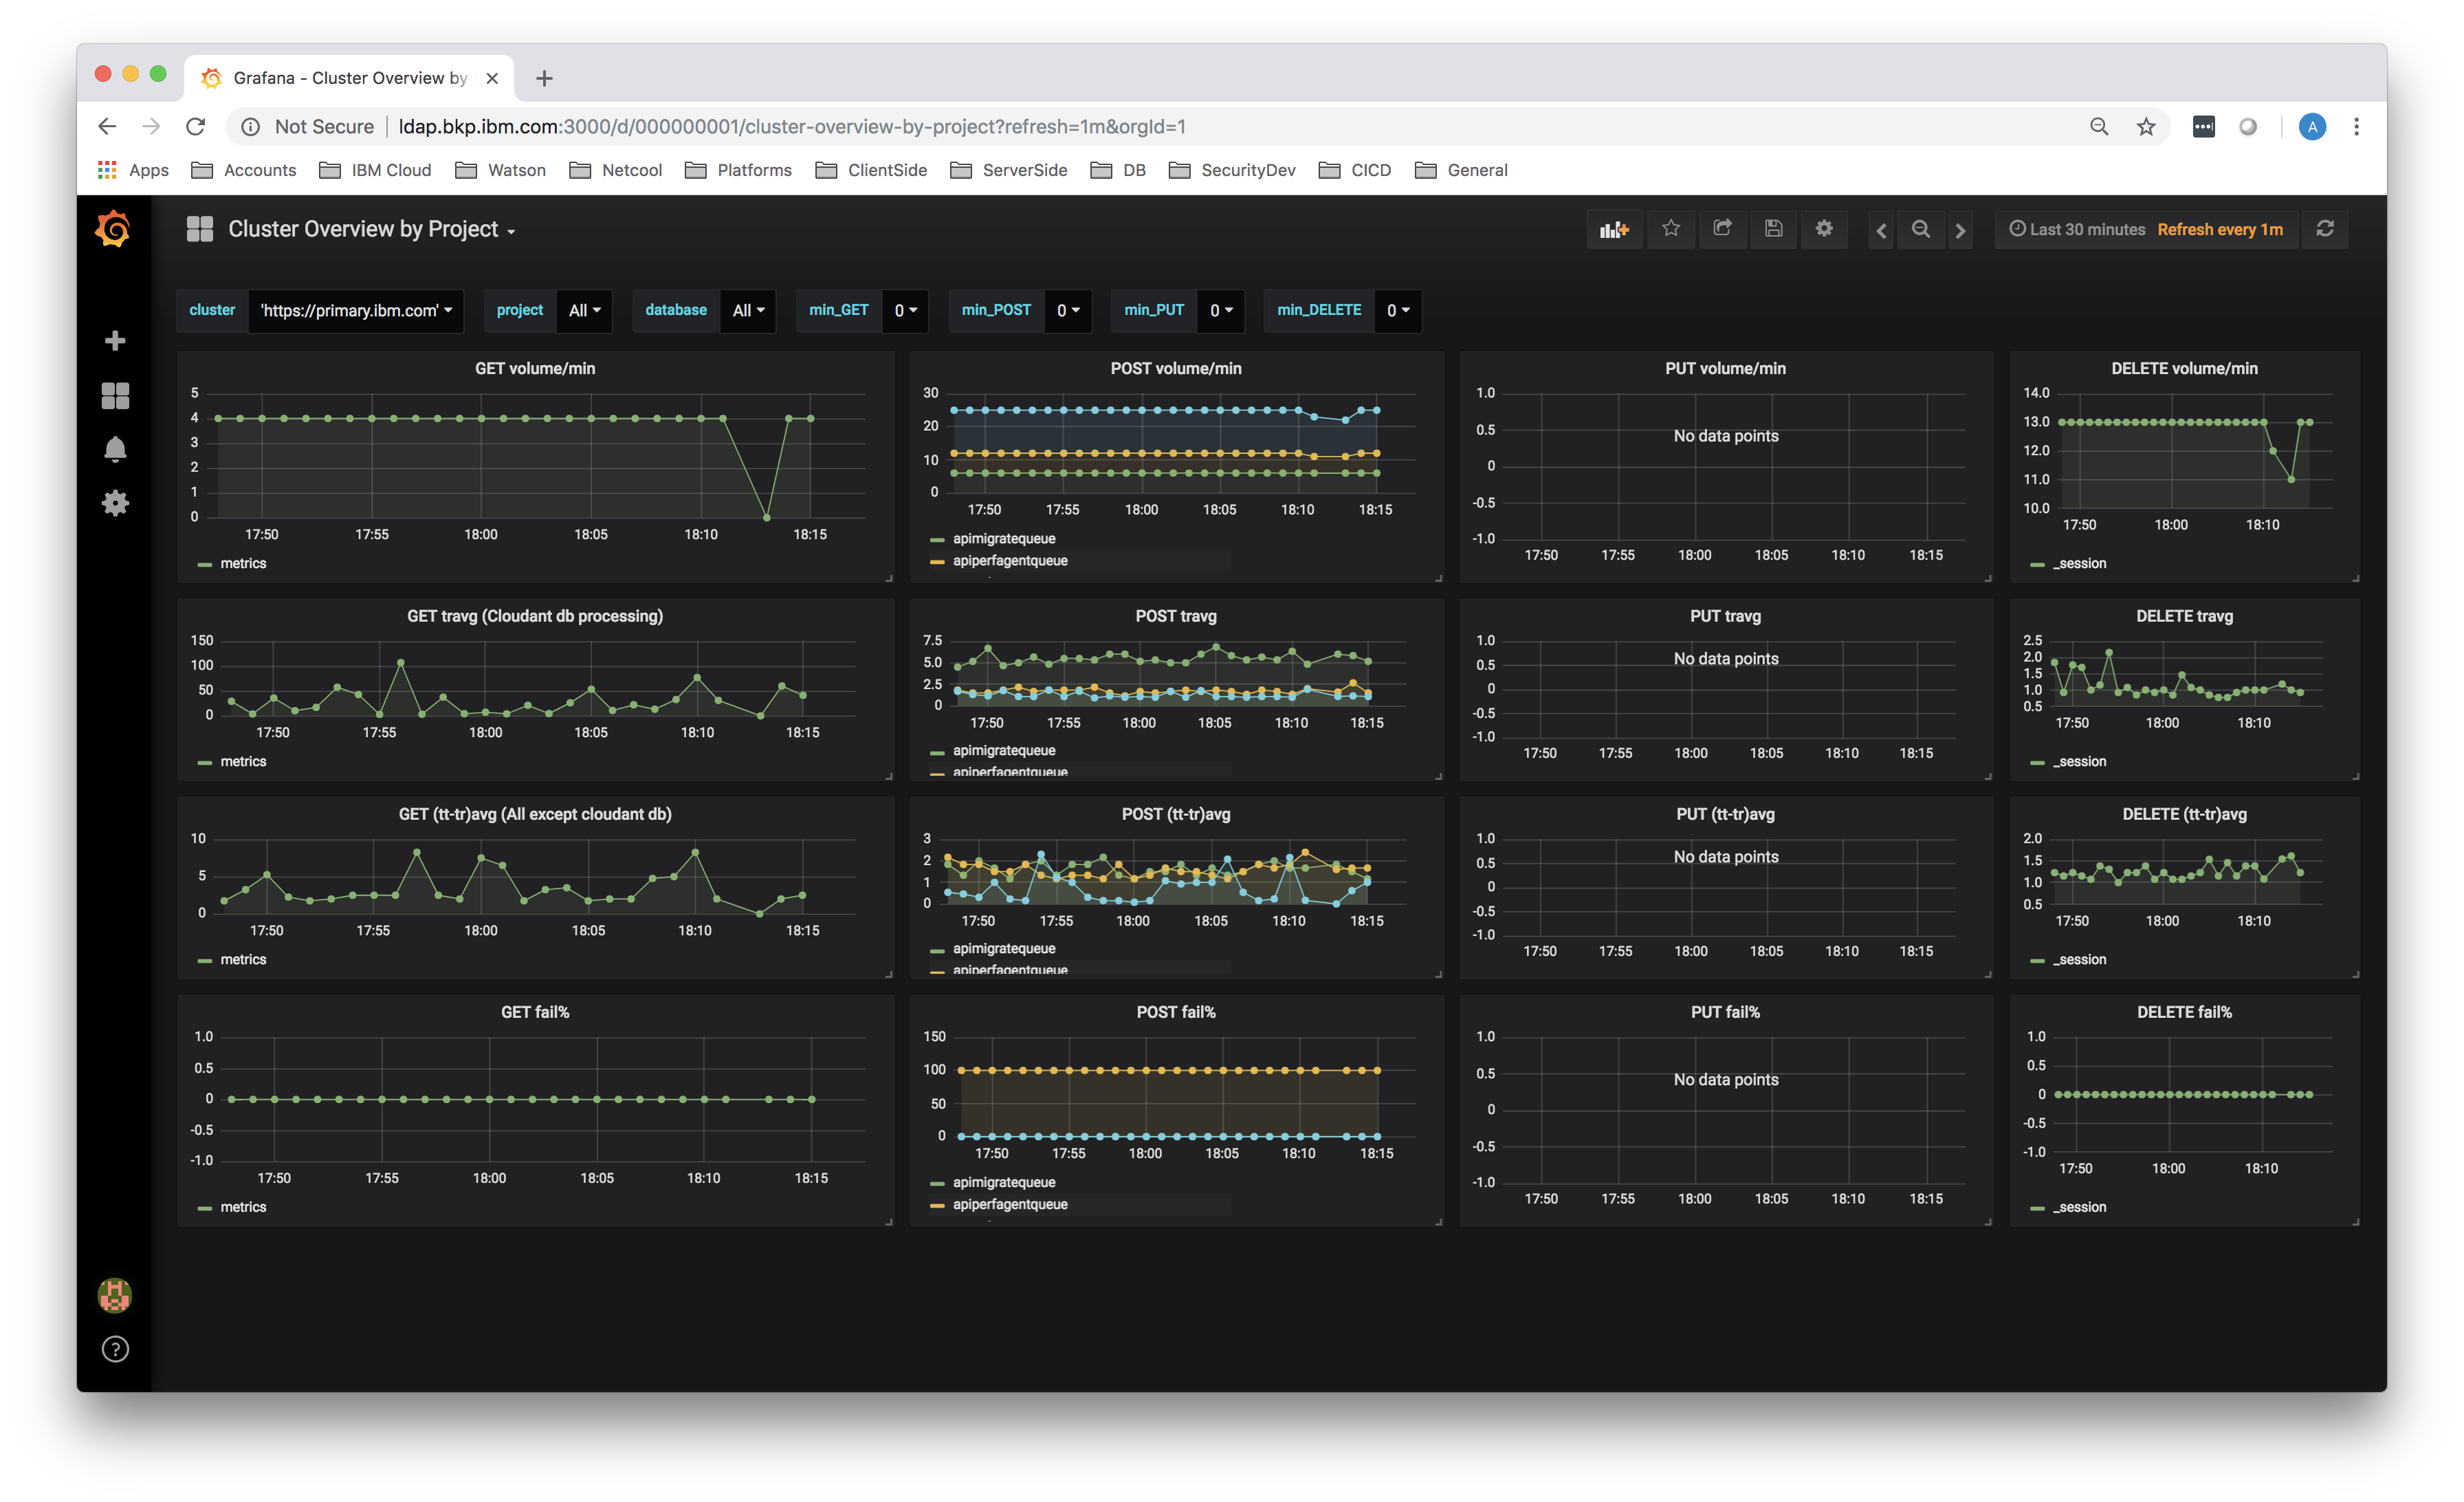 Grafana - Cluster Overview by
Not Secure ldap.bkp.ibm.com:3000/d/000000001/cluster-overview-by-project?refresh=1m&orgId=1 A
Apps Accounts IBM Cloud Watson Netcool Platforms ClientSide ServerSide DB SecurityDev CICD General
Cluster Overview by Project Last 30 minutes Refresh every 1m
cluster 'https://primary.ibm.com' project All database All min_GET 0 min_POST 0 min_PUT 0 min_DELETE 0
GET volume/min
5
4
3
2
1
0
17:50 17:55 18:00 18:05 18:10 18:15
metrics
POST volume/min
30
20
10
0
17:50 17:55 18:00 18:05 18:10 18:15
apimigratequeue
apiperfagentqueue
PUT volume/min
1.0
0.5
0
-0.5
-1.0
No data points
17:50 17:55 18:00 18:05 18:10 18:15
DELETE volume/min
14.0
13.0
12.0
11.0
10.0
17:50 18:00 18:10
_session
GET travg (Cloudant db processing)
150
100
50
0
17:50 17:55 18:00 18:05 18:10 18:15
metrics
POST travg
7.5
5.0
2.5
0
17:50 17:55 18:00 18:05 18:10 18:15
apimigratequeue
apiperfagentqueue
PUT travg
1.0
0.5
0
-0.5
-1.0
No data points
17:50 17:55 18:00 18:05 18:10 18:15
DELETE travg
2.5
2.0
1.5
1.0
0.5
17:50 18:00 18:10
_session
GET (tt-tr)avg (All except cloudant db)
10
5
0
17:50 17:55 18:00 18:05 18:10 18:15
metrics
POST (tt-tr)avg
3
2
1
0
17:50 17:55 18:00 18:05 18:10 18:15
apimigratequeue
apiperfagentqueue
PUT (tt-tr)avg
1.0
0.5
0
-0.5
-1.0
No data points
17:50 17:55 18:00 18:05 18:10 18:15
DELETE (tt-tr)avg
2.0
1.5
1.0
0.5
17:50 18:00 18:10
_session
GET fail%
1.0
0.5
0
-0.5
-1.0
17:50 17:55 18:00 18:05 18:10 18:15
metrics
POST fail%
150
100
50
0
17:50 17:55 18:00 18:05 18:10 18:15
apimigratequeue
apiperfagentqueue
PUT fail%
1.0
0.5
0
-0.5
-1.0
No data points
17:50 17:55 18:00 18:05 18:10 18:15
DELETE fail%
1.0
0.5
0
-0.5
-1.0
17:50 18:00 18:10
_session